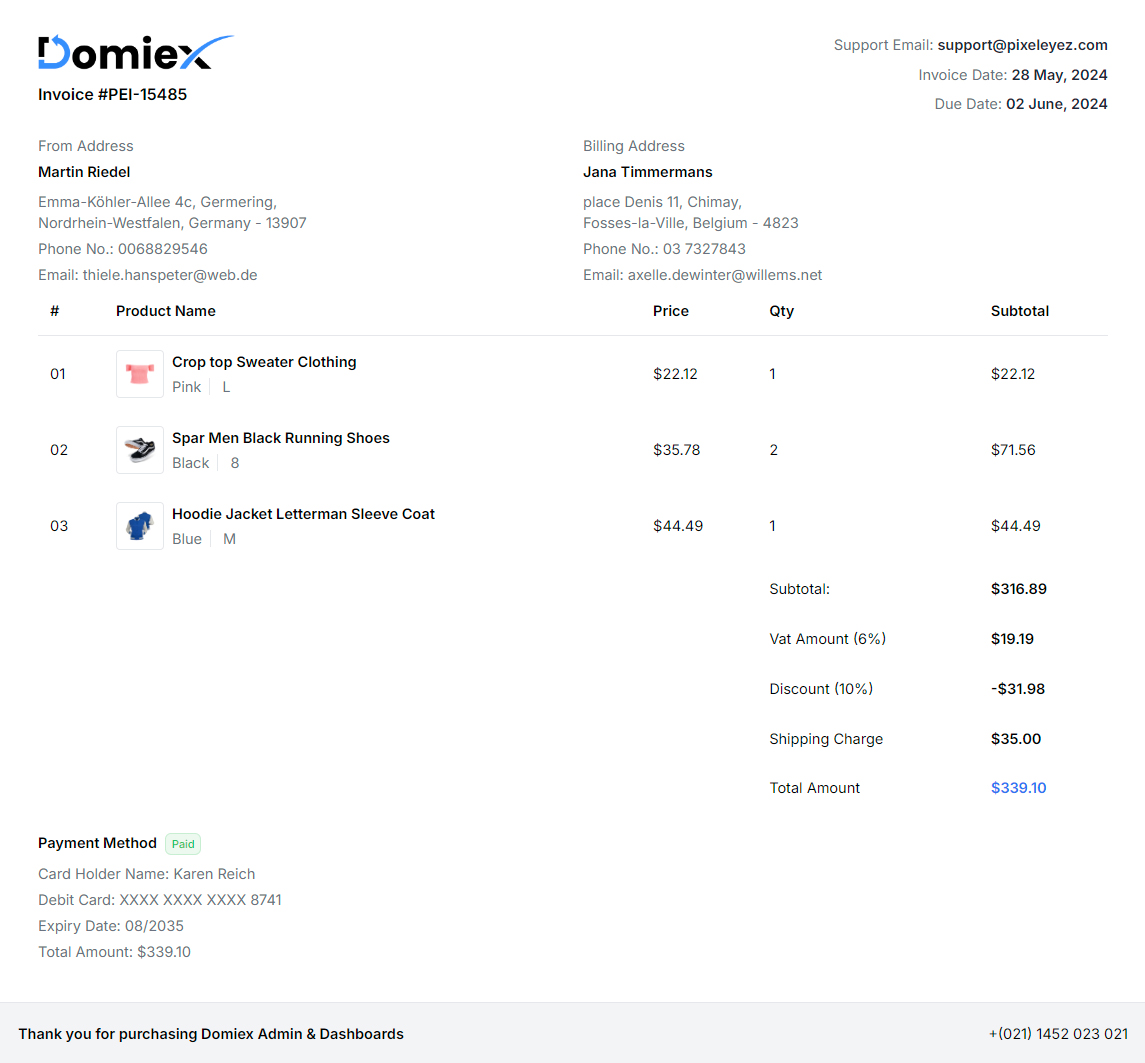 Domiex
Invoice #PEI-15485
Support Email: support@pixeleyez.com
Invoice Date: 28 May, 2024
Due Date: 02 June, 2024
From Address
Martin Riedel
Emma-Köhler-Allee 4c, Germering,
Nordrhein-Westfalen, Germany - 13907
Phone No.: 0068829546
Email: thiele.hanspeter@web.de
Billing Address
Jana Timmermans
place Denis 11, Chimay,
Fosses-la-Ville, Belgium - 4823
Phone No.: 03 7327843
Email: axelle.dewinter@willems.net
# Product Name Price Qty Subtotal
01 Crop top Sweater Clothing $22.12 1 $22.12
Pink L
02 Spar Men Black Running Shoes $35.78 2 $71.56
Black 8
03 Hoodie Jacket Letterman Sleeve Coat $44.49 1 $44.49
Blue M
Subtotal: $316.89
Vat Amount (6%) $19.19
Discount (10%) -$31.98
Shipping Charge $35.00
Total Amount $339.10
Payment Method Paid
Card Holder Name: Karen Reich
Debit Card: XXXX XXXX XXXX 8741
Expiry Date: 08/2035
Total Amount: $339.10
Thank you for purchasing Domiex Admin & Dashboards +(021) 1452 023 021